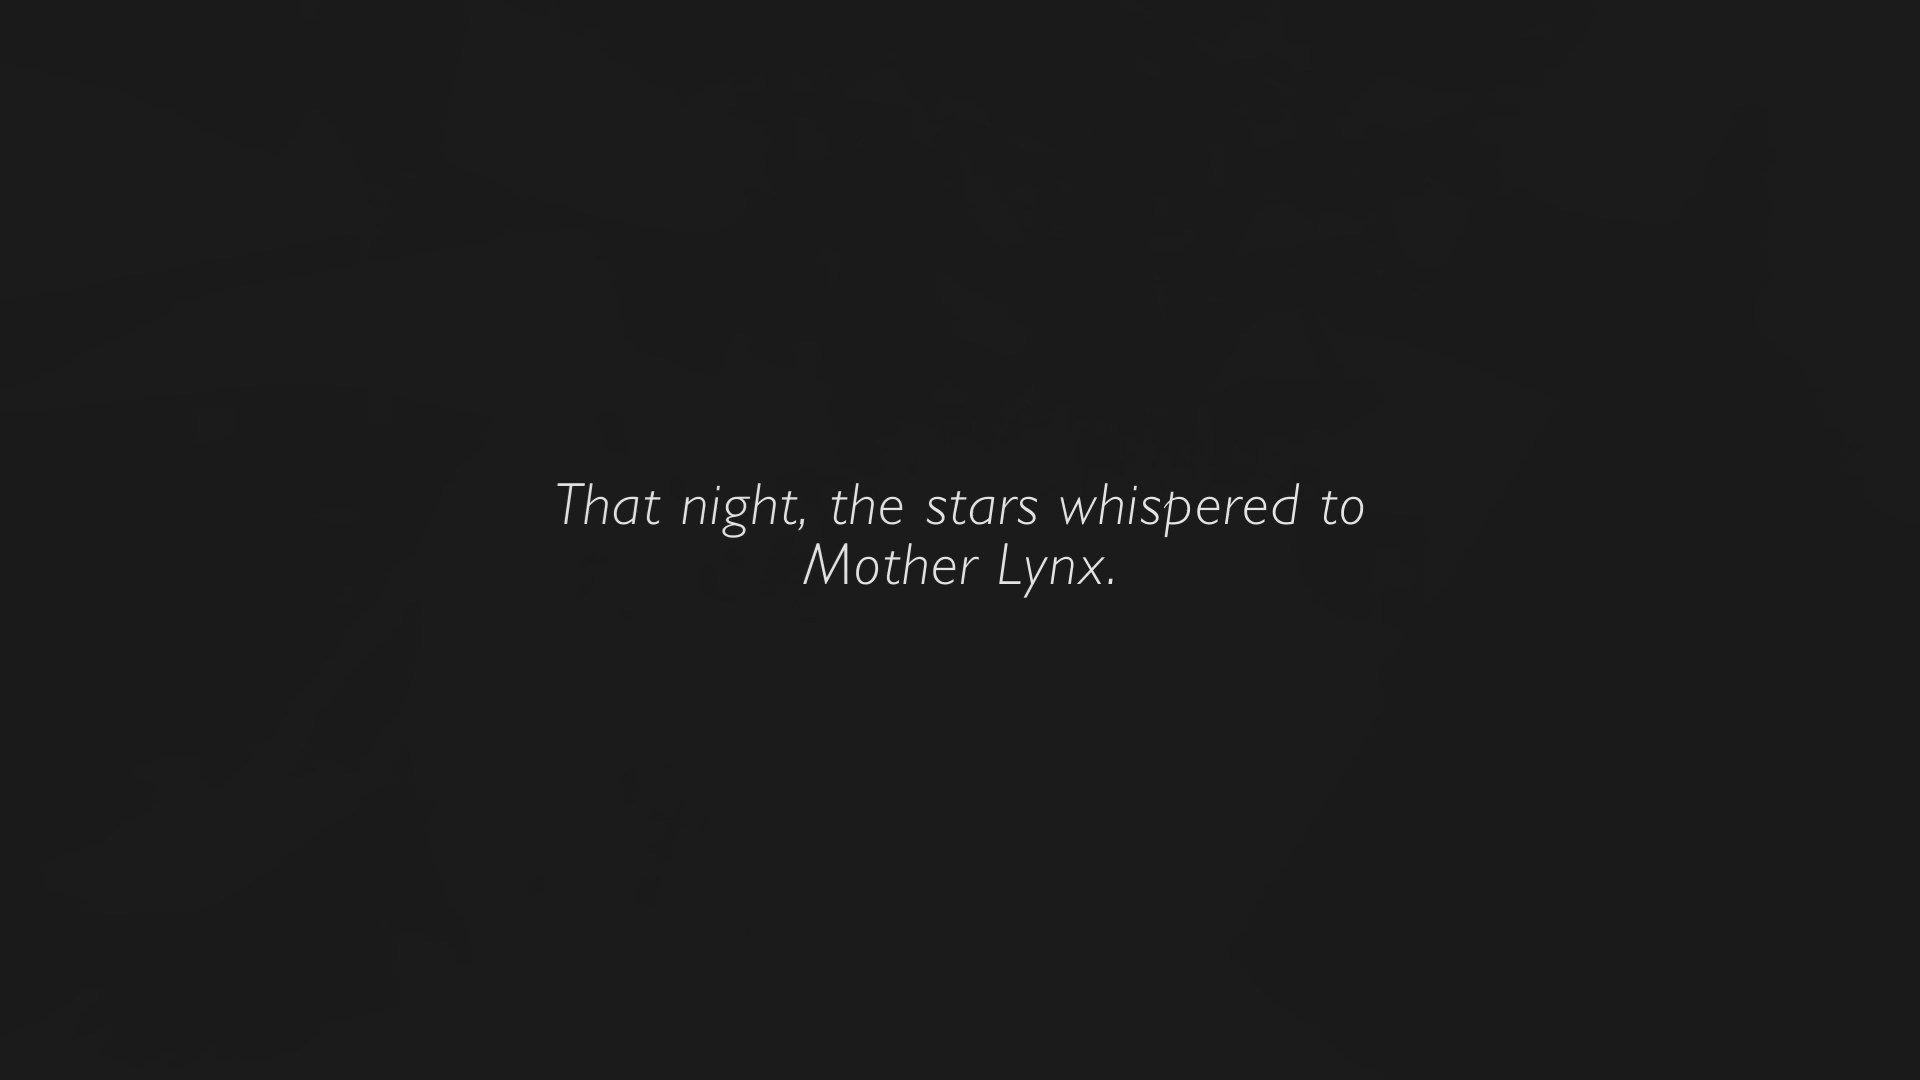 That night, the stars whispered to
Mother Lynx.